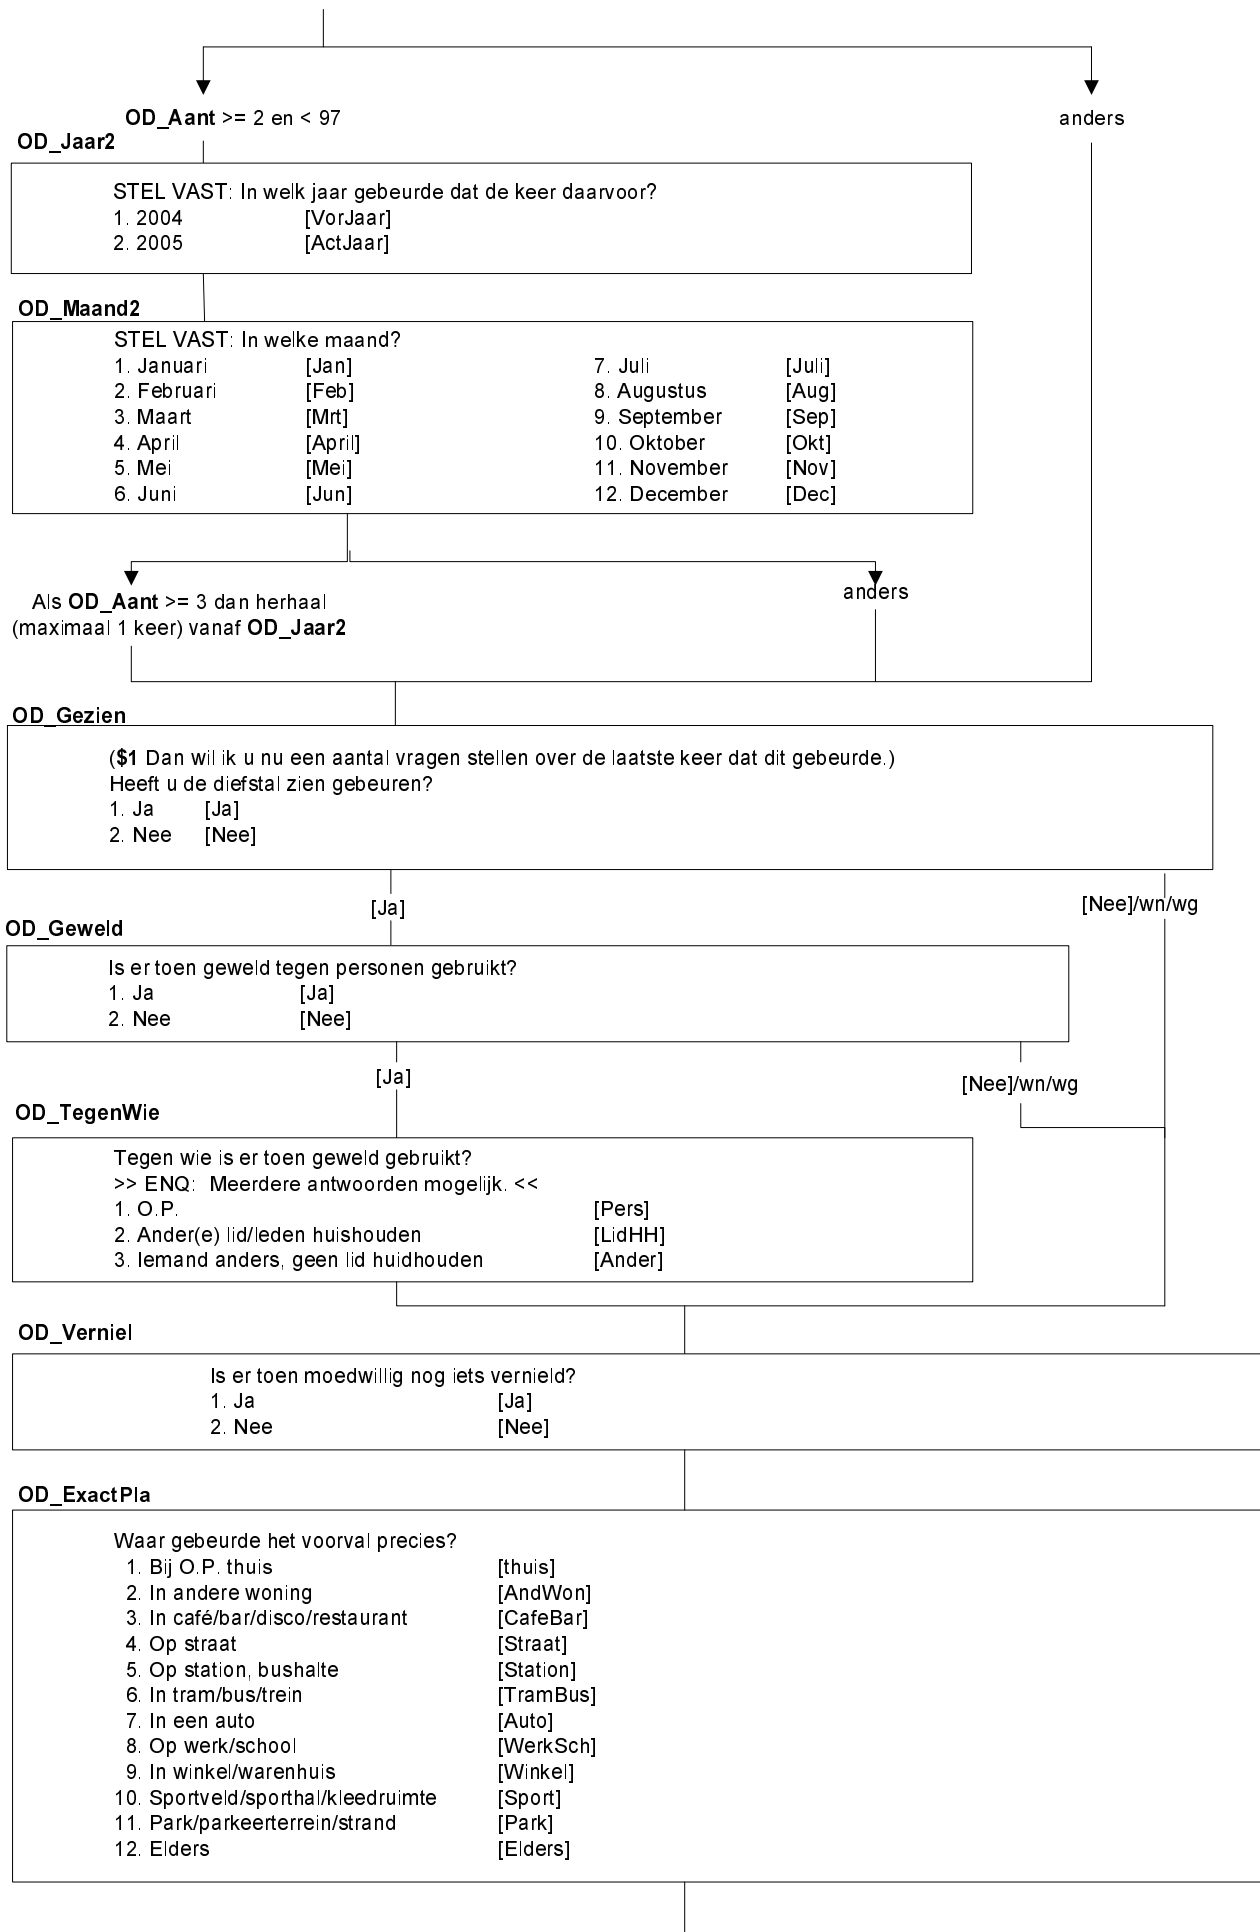 OD_Aant >= 2 en < 97 anders
OD_Jaar2
STEL VAST: In welk jaar gebeurde dat de keer daarvoor?
1. 2004 [VorJaar]
2. 2005 [ActJaar]
OD_Maand2
STEL VAST: In welke maand?
1. Januari [Jan] 7. Juli [Juli]
2. Februari [Feb] 8. Augustus [Aug]
3. Maart [Mrt] 9. September [Sep]
4. April [April] 10. Oktober [Okt]
5. Mei [Mei] 11. November [Nov]
6. Juni [Jun] 12. December [Dec]
anders
Als OD_Aant >= 3 dan herhaal
(maximaal 1 keer) vanaf OD_Jaar2
OD_Gezien
($1 Dan wil ik u nu een aantal vragen stellen over de laatste keer dat dit gebeurde.)
Heeft u de diefstal zien gebeuren?
1. Ja [Ja]
2. Nee [Nee]
[Ja] [Nee]/wn/wg
OD_Geweld
Is er toen geweld tegen personen gebruikt?
1. Ja [Ja]
2. Nee [Nee]
[Ja] [Nee]/wn/wg
OD_TegenWie
Tegen wie is er toen geweld gebruikt?
>> ENQ: Meerdere antwoorden mogelijk. <<
1. O.P. [Pers]
2. Ander(e) lid/leden huishouden [LidHH]
3. Iemand anders, geen lid huidhouden [Ander]
OD_Verniel
Is er toen moedwillig nog iets vernield?
1. Ja [Ja]
2. Nee [Nee]
OD_ExactPla
Waar gebeurde het voorval precies?
1. Bij O.P. thuis [thuis]
2. In andere woning [AndWon]
3. In café/bar/disco/restaurant [CafeBar]
4. Op straat [Straat]
5. Op station, bushalte [Station]
6. In tram/bus/trein [TramBus]
7. In een auto [Auto]
8. Op werk/school [WerkSch]
9. In winkel/warenhuis [Winkel]
10. Sportveld/sporthal/kleedruimte [Sport]
11. Park/parkeerterrein/strand [Park]
12. Elders [Elders]